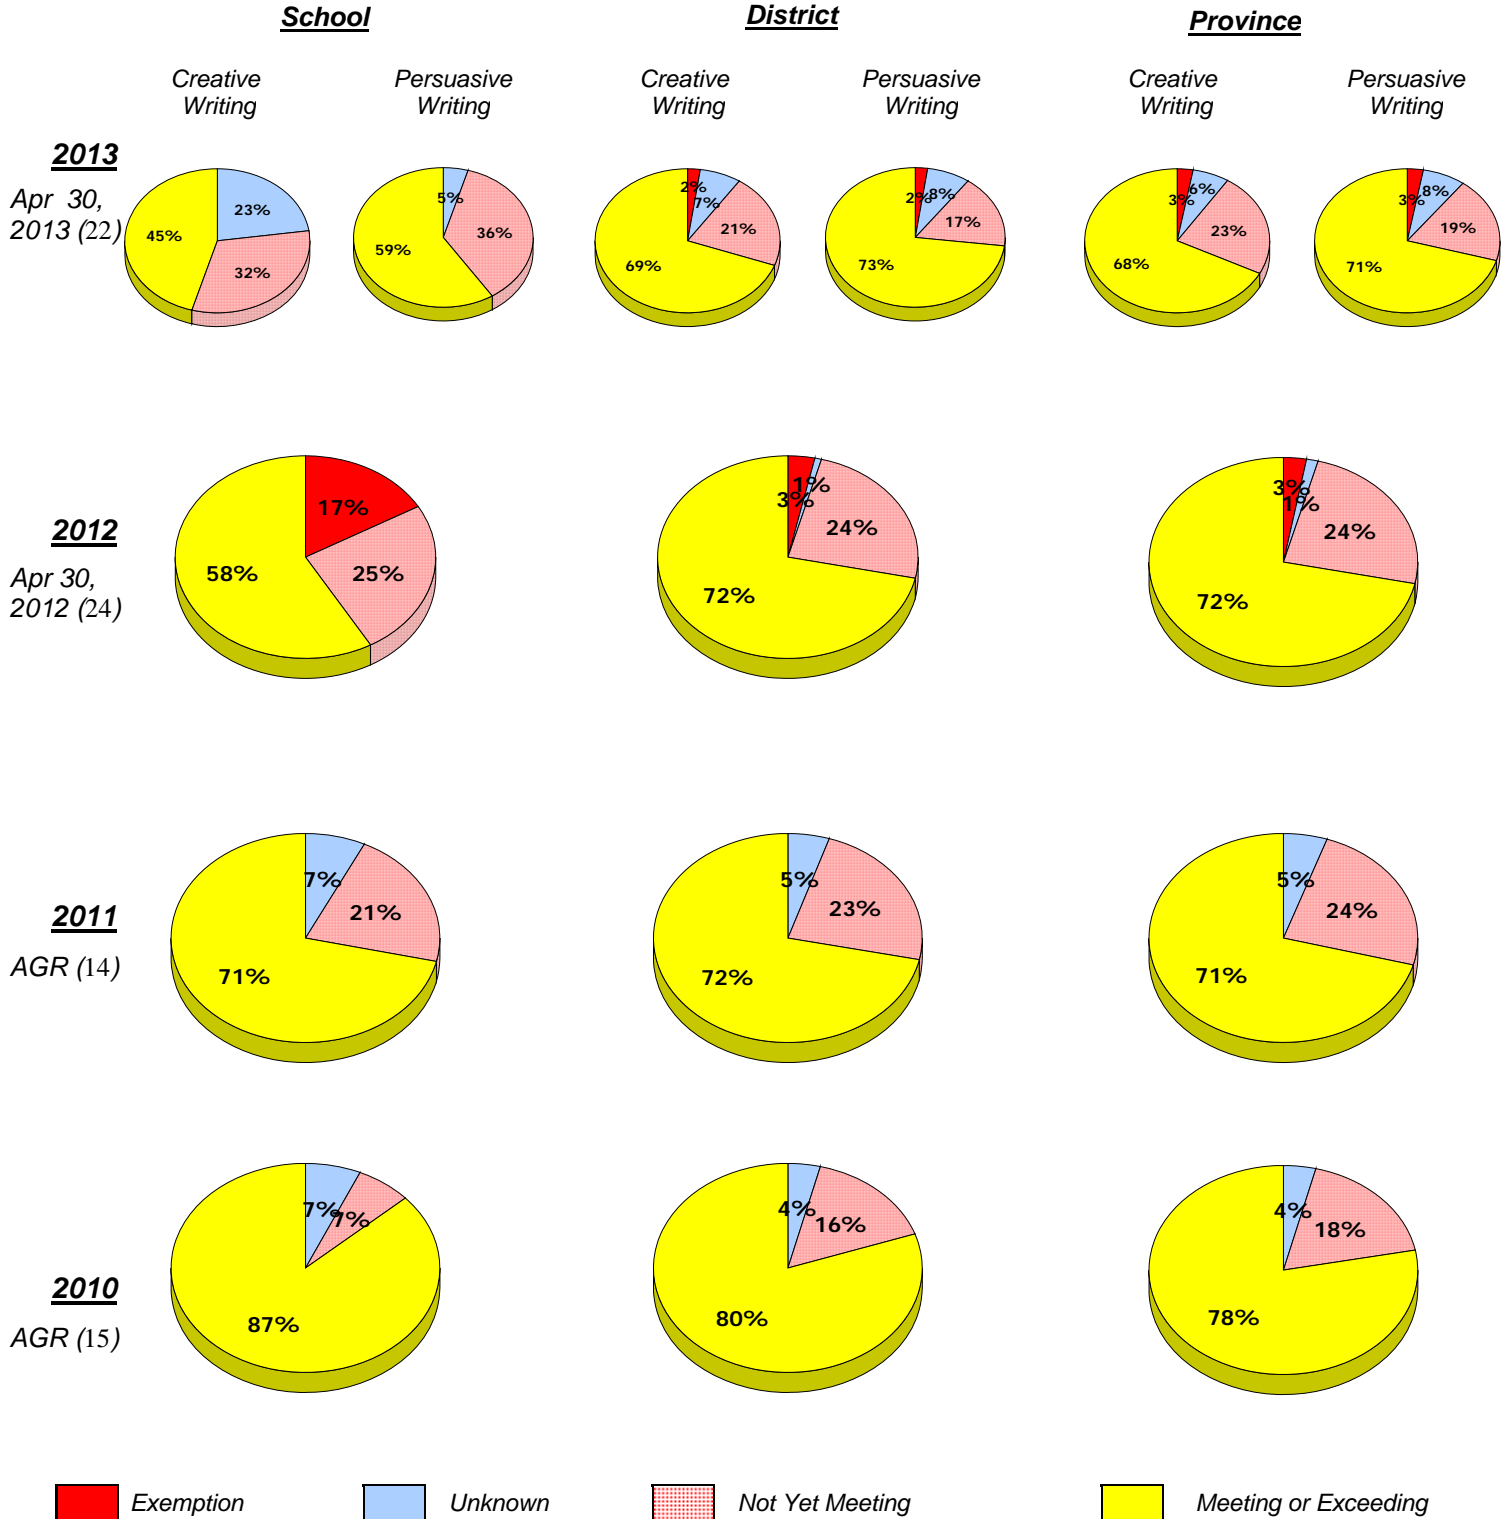 School District Province
Creative Writing Persuasive Writing Creative Writing Persuasive Writing Creative Writing Persuasive Writing
2013
Apr 30,
2013 (22)
23% 32% 45%
5% 36% 59%
2% 7% 21% 69%
2% 8% 17% 73%
3% 6% 23% 68%
3% 8% 19% 71%
2012
Apr 30,
2012 (24)
17% 25% 58%
3% 1% 24% 72%
3% 1% 24% 72%
2011
AGR (14)
7% 21% 71%
5% 23% 72%
5% 24% 71%
2010
AGR (15)
7% 7% 87%
4% 16% 80%
4% 18% 78%
Exemption Unknown Not Yet Meeting Meeting or Exceeding